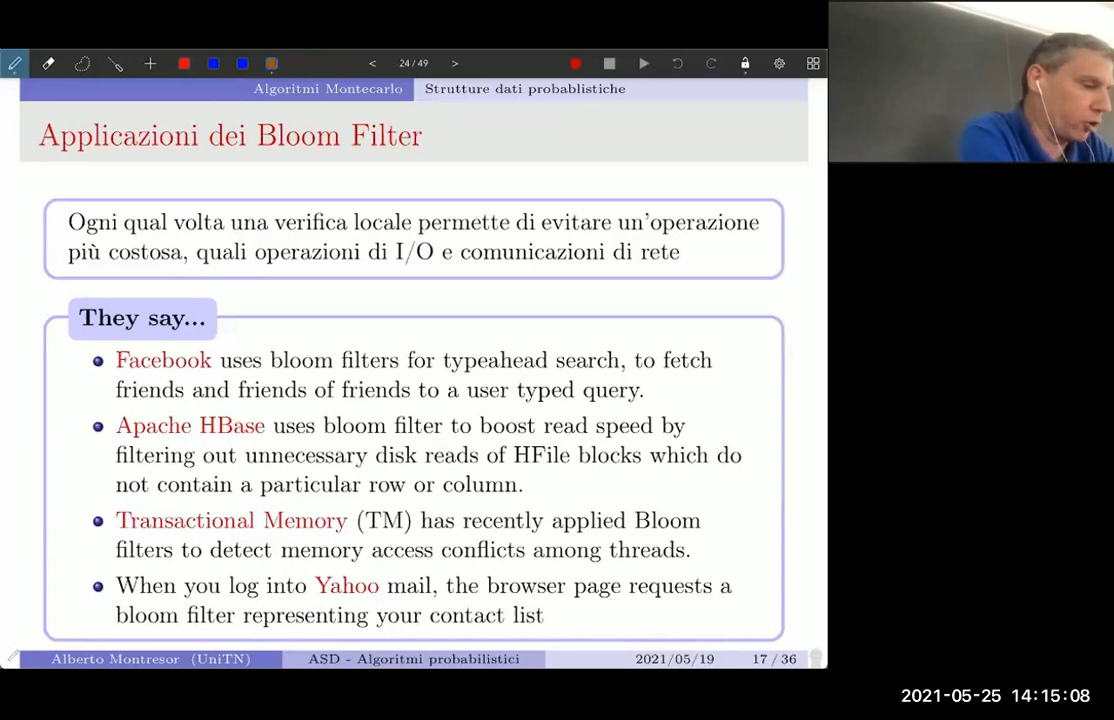 24/49
Algoritmi Montecarlo Strutture dati probablistiche
Applicazioni dei Bloom Filter
Ogni qual volta una verifica locale permette di evitare un'operazione
più costosa, quali operazioni di I/O e comunicazioni di rete
They say...
Facebook uses bloom filters for typeahead search, to fetch
friends and friends of friends to a user typed query.
Apache HBase uses bloom filter to boost read speed by
filtering out unnecessary disk reads of HFile blocks which do
not contain a particular row or column.
Transactional Memory (TM) has recently applied Bloom
filters to detect memory access conflicts among threads.
When you log into Yahoo mail, the browser page requests a
bloom filter representing your contact list
Alberto Montresor (UniTN) ASD - Algoritmi probabilistici 2021/05/19 17 / 36
2021-05-25 14:15:08